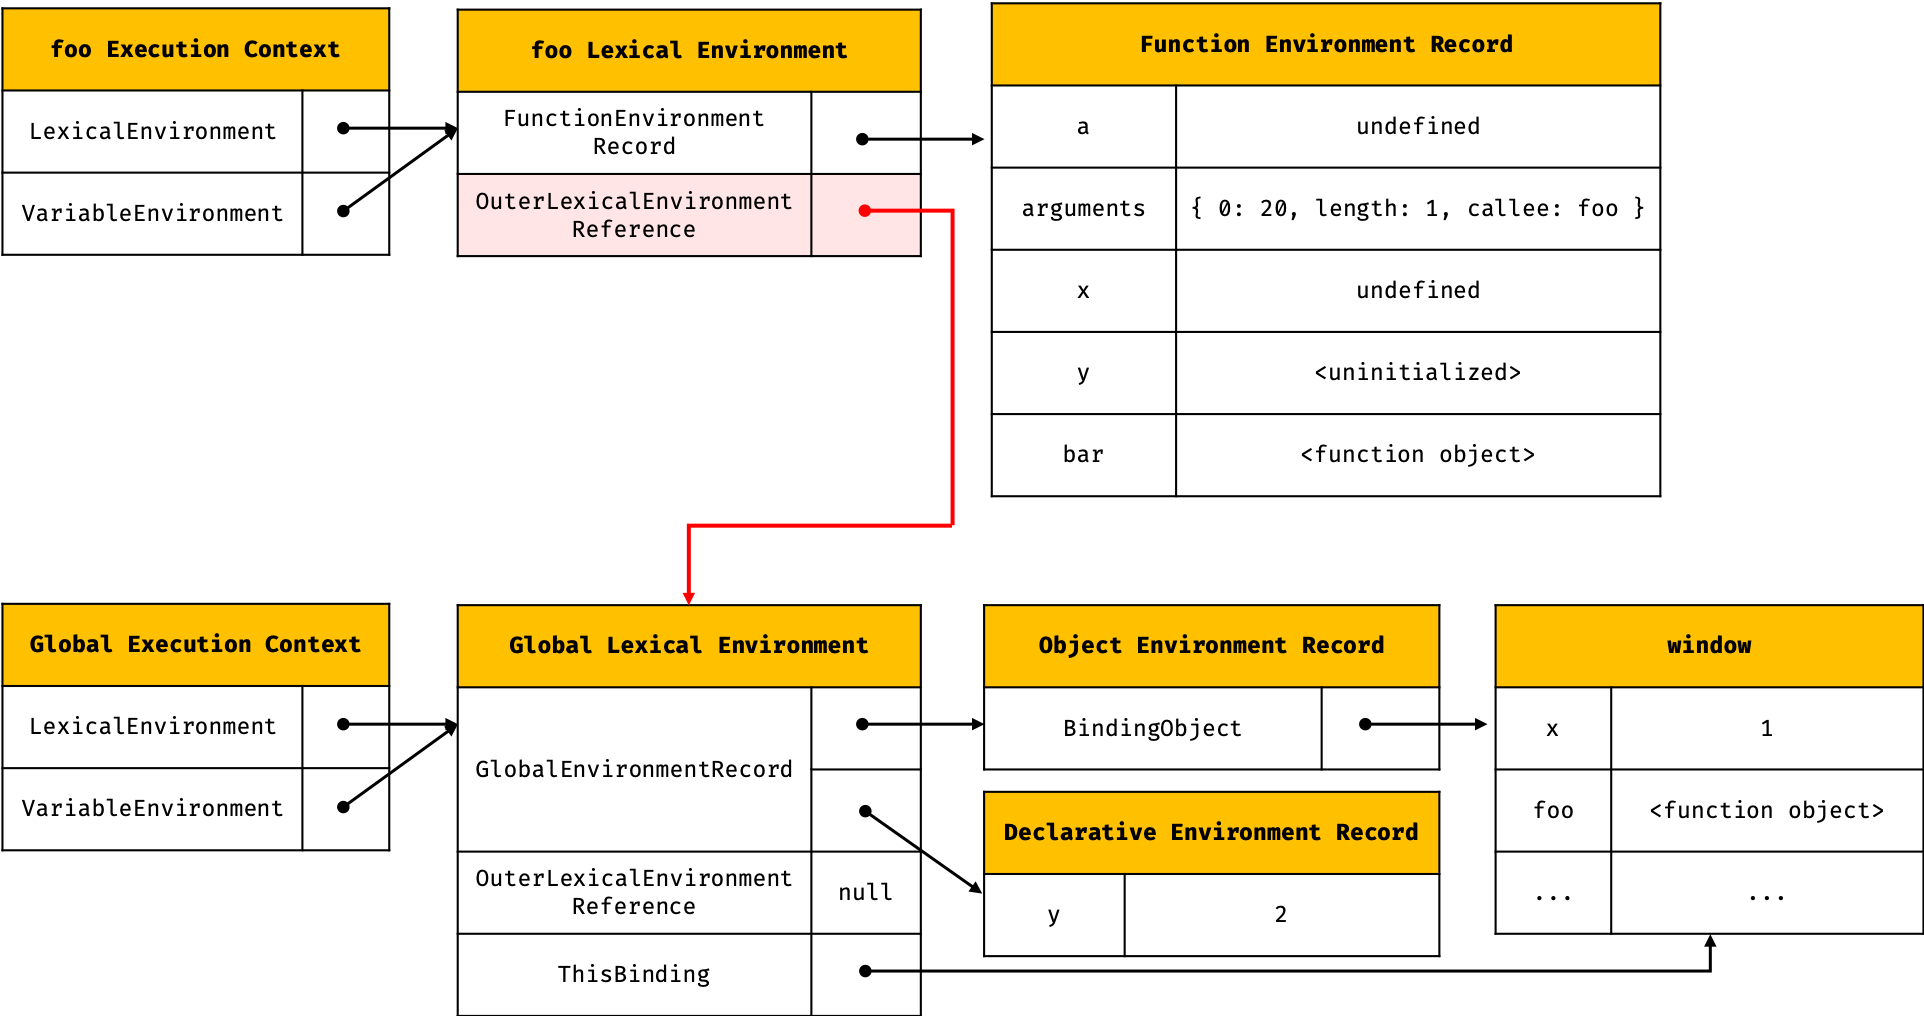 foo Execution Context
LexicalEnvironment
VariableEnvironment
foo Lexical Environment
FunctionEnvironment
Record
OuterLexicalEnvironment
Reference
Function Environment Record
a
undefined
arguments
{ 0: 20, length: 1, callee: foo }
x
undefined
y
<uninitialized>
bar
<function object>
Global Execution Context
LexicalEnvironment
VariableEnvironment
Global Lexical Environment
GlobalEnvironmentRecord
OuterLexicalEnvironment
Reference
null
ThisBinding
Object Environment Record
BindingObject
Declarative Environment Record
y
2
window
x
1
foo
<function object>
...
...